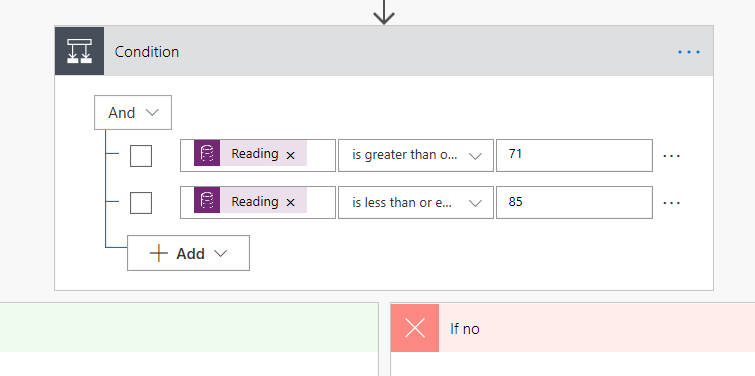 Condition
...
And
Reading × is greater than o... 71 ...
Reading × is less than or e... 85 ...
+ Add
If no